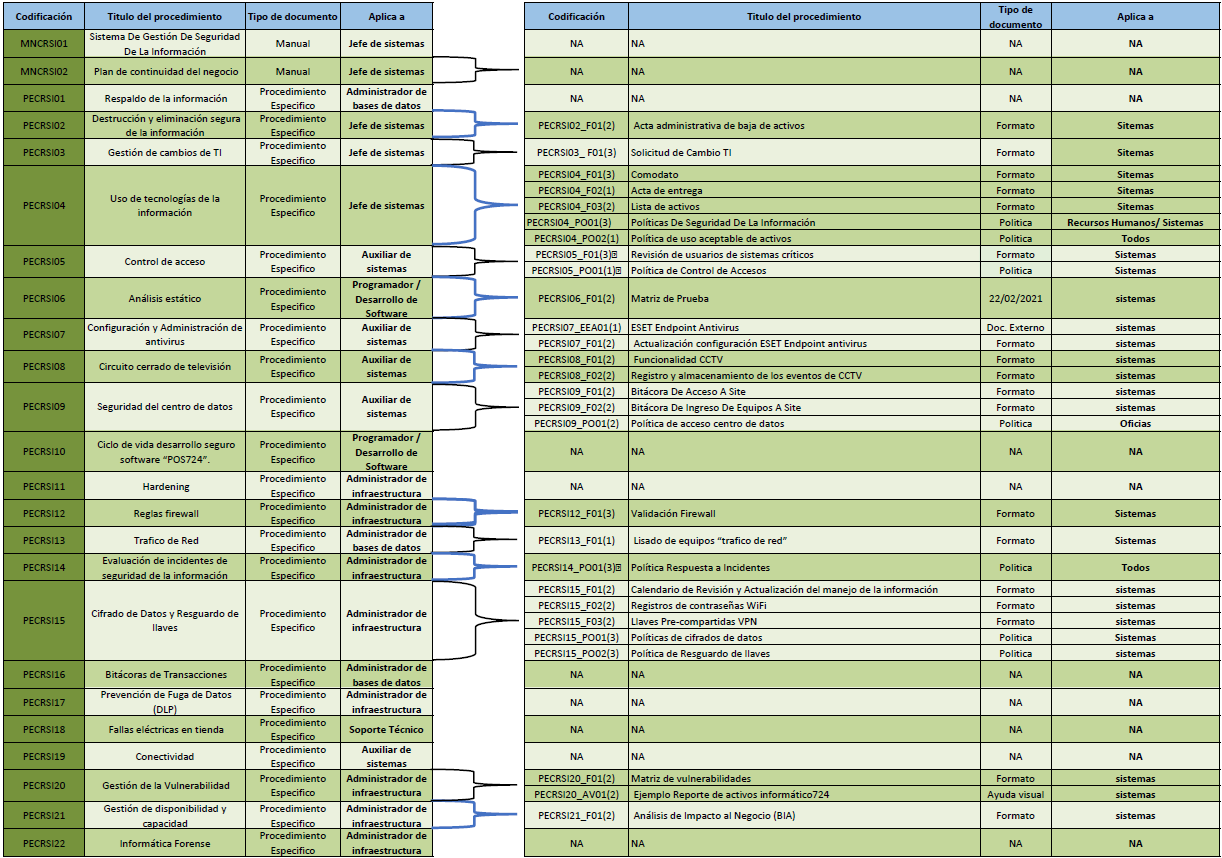 Codificación Titulo del procedimiento Tipo de documento Aplica a
MNCRSI01 Sistema De Gestión De Seguridad De La Información Manual Jefe de sistemas
MNCRSI02 Plan de continuidad del negocio Manual Jefe de sistemas
PECRSI01 Respaldo de la información Procedimiento Especifico Administrador de bases de datos
PECRSI02 Destrucción y eliminación segura de la información Procedimiento Especifico Jefe de sistemas
PECRSI03 Gestión de cambios de TI Procedimiento Especifico Jefe de sistemas
PECRSI04 Uso de tecnologías de la información Procedimiento Especifico Jefe de sistemas
PECRSI05 Control de acceso Procedimiento Especifico Auxiliar de sistemas
PECRSI06 Análisis estático Procedimiento Especifico Programador / Desarrollo de Software
PECRSI07 Configuración y Administración de antivirus Procedimiento Especifico Auxiliar de sistemas
PECRSI08 Circuito cerrado de televisión Procedimiento Especifico Auxiliar de sistemas
PECRSI09 Seguridad del centro de datos Procedimiento Especifico Auxiliar de sistemas
PECRSI10 Ciclo de vida desarrollo seguro software “POS724”. Procedimiento Especifico Programador / Desarrollo de Software
PECRSI11 Hardening Procedimiento Especifico Administrador de infraestructura
PECRSI12 Reglas firewall Procedimiento Especifico Administrador de infraestructura
PECRSI13 Trafico de Red Procedimiento Especifico Administrador de bases de datos
PECRSI14 Evaluación de incidentes de seguridad de la información Procedimiento Especifico Administrador de infraestructura
PECRSI15 Cifrado de Datos y Resguardo de llaves Procedimiento Especifico Administrador de infraestructura
PECRSI16 Bitácoras de Transacciones Procedimiento Especifico Administrador de bases de datos
PECRSI17 Prevención de Fuga de Datos (DLP) Procedimiento Especifico Administrador de infraestructura
PECRSI18 Fallas eléctricas en tienda Procedimiento Especifico Soporte Técnico
PECRSI19 Conectividad Procedimiento Especifico Auxiliar de sistemas
PECRSI20 Gestión de la Vulnerabilidad Procedimiento Especifico Administrador de infraestructura
PECRSI21 Gestión de disponibilidad y capacidad Procedimiento Especifico Administrador de infraestructura
PECRSI22 Informática Forense Procedimiento Especifico Administrador de infraestructura
Codificación Titulo del procedimiento Tipo de documento Aplica a
NA NA NA NA
NA NA NA NA
NA NA NA NA
PECRSI02_F01(2) Acta administrativa de baja de activos Formato Sitemas
PECRSI03_ F01(3) Solicitud de Cambio TI Formato Sitemas
PECRSI04_F01(3) Comodato Formato Sitemas
PECRSI04_F02(1) Acta de entrega Formato Sitemas
PECRSI04_F03(2) Lista de activos Formato Sitemas
PECRSI04_PO01(3) Políticas De Seguridad De La Información Politica Recursos Humanos/ Sistemas
PECRSI04_PO02(1) Política de uso aceptable de activos Politica Todos
PECRSI05_F01(3) Revisión de usuarios de sistemas críticos Formato Sistemas
PECRSI05_PO01(1) Política de Control de Accesos Politica Sistemas
PECRSI06_F01(2) Matriz de Prueba 22/02/2021 sistemas
PECRSI07_EEA01(1) ESET Endpoint Antivirus Doc. Externo sistemas
PECRSI07_F01(2) Actualización configuración ESET Endpoint antivirus Formato sistemas
PECRSI08_F01(2) Funcionalidad CCTV Formato sistemas
PECRSI08_F02(2) Registro y almacenamiento de los eventos de CCTV Formato sistemas
PECRSI09_F01(2) Bitácora De Acceso A Site Formato sistemas
PECRSI09_F02(2) Bitácora De Ingreso De Equipos A Site Formato sistemas
PECRSI09_PO01(2) Política de acceso centro de datos Politica Oficias
NA NA NA NA
NA NA NA NA
PECRSI12_F01(3) Validación Firewall Formato Sistemas
PECRSI13_F01(1) Lisado de equipos “trafico de red” Formato Sistemas
PECRSI14_PO01(3) Política Respuesta a Incidentes Politica Todos
PECRSI15_F01(2) Calendario de Revisión y Actualización del manejo de la información Formato sistemas
PECRSI15_F02(2) Registros de contraseñas WiFi Formato sistemas
PECRSI15_F03(2) Llaves Pre-compartidas VPN Formato sistemas
PECRSI15_PO01(3) Políticas de cifrados de datos Politica Sistemas
PECRSI15_PO02(3) Política de Resguardo de llaves Politica Sistemas
NA NA NA NA
NA NA NA NA
NA NA NA NA
NA NA NA NA
PECRSI20_F01(2) Matriz de vulnerabilidades Formato sistemas
PECRSI20_AV01(2) Ejemplo Reporte de activos informático724 Ayuda visual sistemas
PECRSI21_F01(2) Análisis de Impacto al Negocio (BIA) Formato sistemas
NA NA NA NA